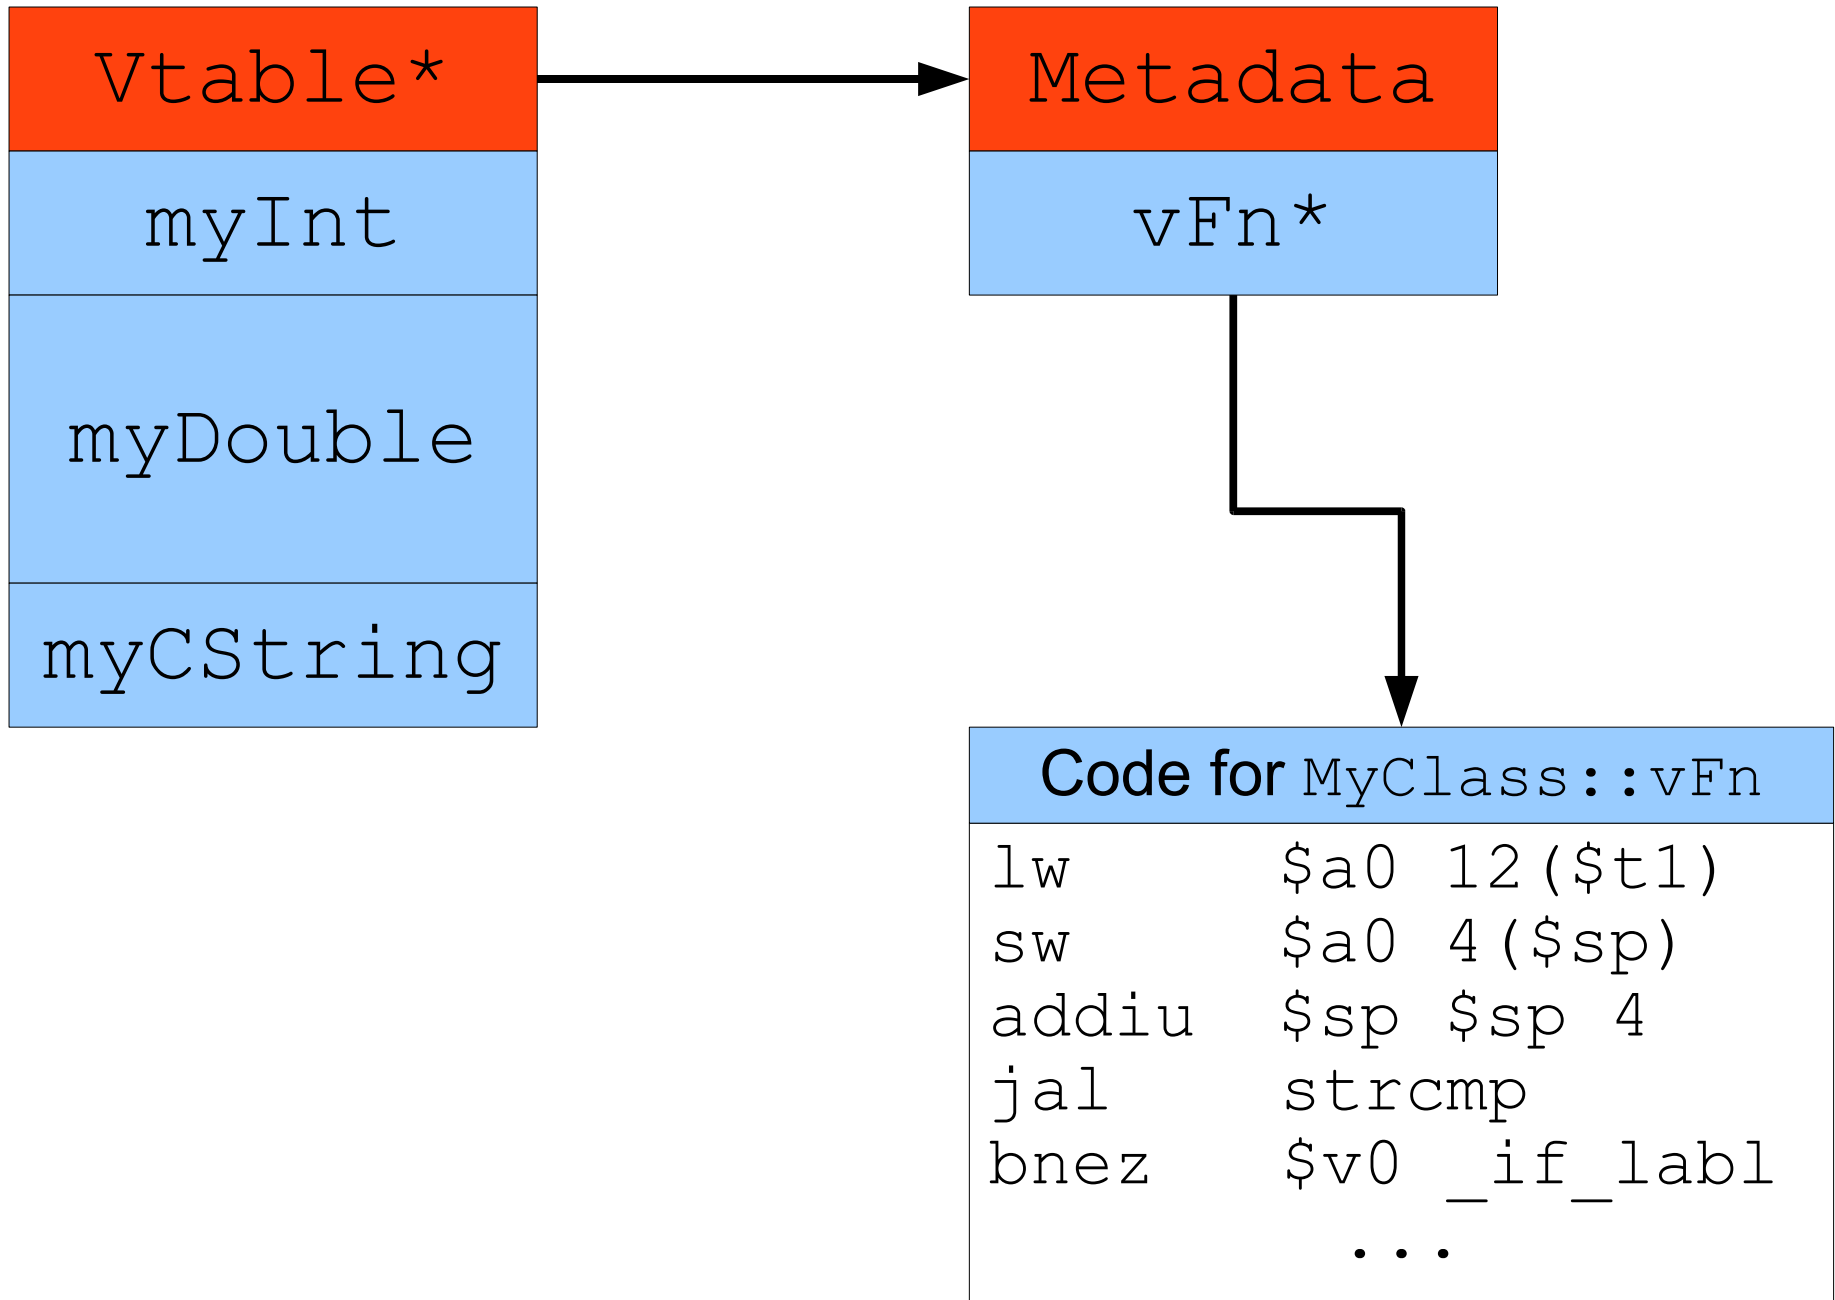 Vtable*
myInt
myDouble
myCString
Metadata
vFn*
Code for MyClass::vFn
lw $a0 12($t1)
sw $a0 4($sp)
addiu $sp $sp 4
jal strcmp
bnez $v0 _if_labl
...